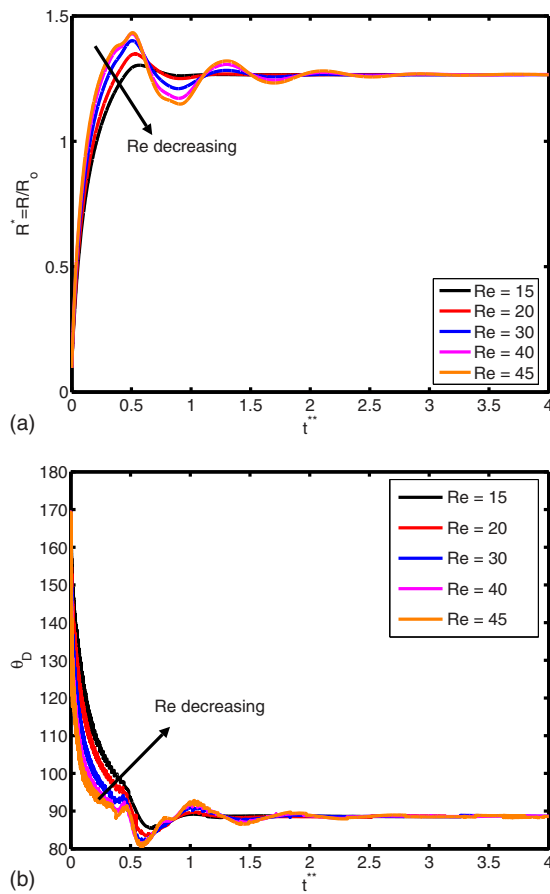 1.5
1
0.5
0
R*=R/Ro
Re decreasing
Re = 15
Re = 20
Re = 30
Re = 40
Re = 45
0 0.5 1 1.5 2 2.5 3 3.5 4
t**
(a)
180
170
160
150
140
130
120
110
100
90
80
θD
Re decreasing
Re = 15
Re = 20
Re = 30
Re = 40
Re = 45
0 0.5 1 1.5 2 2.5 3 3.5 4
t**
(b)